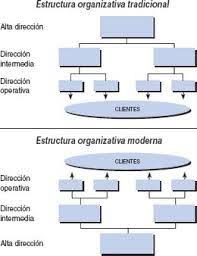 Estructura organizativa tradicional
Alta dirección
Dirección
intermedia
Dirección
operativa
CLIENTES
Estructura organizativa moderna
CLIENTES
Dirección
operativa
Dirección
intermedia
Alta dirección